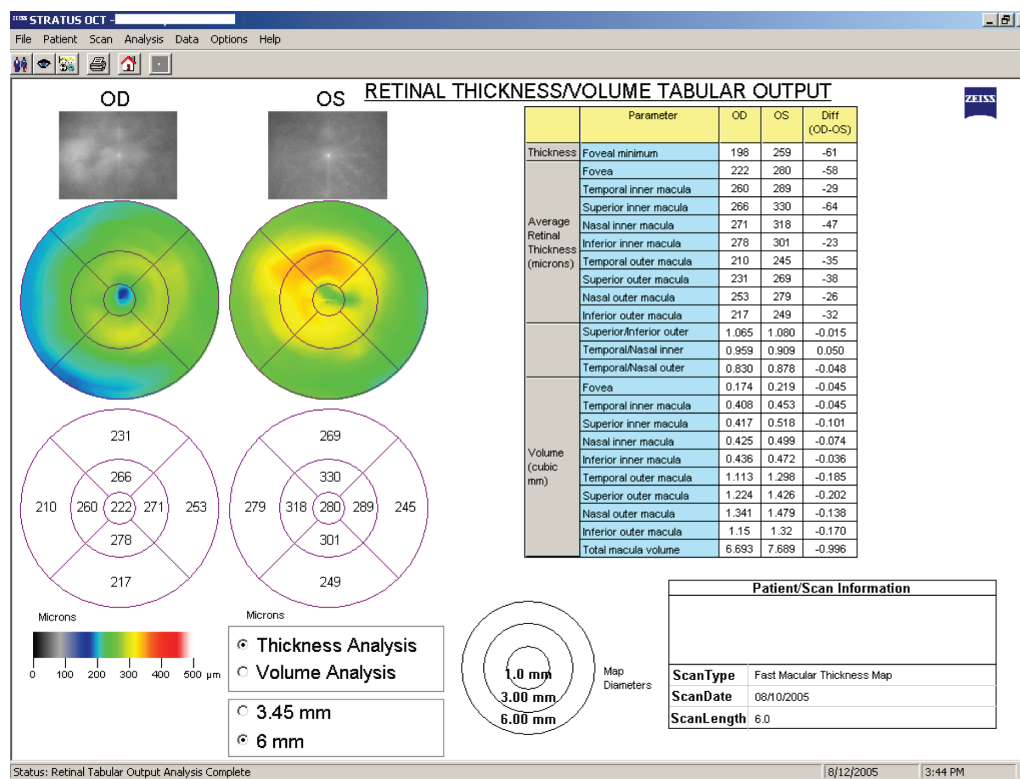 ZEISS STRATUS OCT -
File Patient Scan Analysis Data Options Help
OD
OS
RETINAL THICKNESS/VOLUME TABULAR OUTPUT
ZEISS
Parameter OD OS Diff (OD-OS)
Thickness Foveal minimum 198 259 -61
Average Retinal Thickness (microns)
Fovea 222 280 -58
Temporal inner macula 260 289 -29
Superior inner macula 266 330 -64
Nasal inner macula 271 318 -47
Inferior inner macula 278 301 -23
Temporal outer macula 210 245 -35
Superior outer macula 231 269 -38
Nasal outer macula 253 279 -26
Inferior outer macula 217 249 -32
Superior/Inferior outer 1.065 1.080 -0.015
Temporal/Nasal inner 0.959 0.909 0.050
Temporal/Nasal outer 0.830 0.878 -0.048
Volume (cubic mm)
Fovea 0.174 0.219 -0.045
Temporal inner macula 0.408 0.453 -0.045
Superior inner macula 0.417 0.518 -0.101
Nasal inner macula 0.425 0.499 -0.074
Inferior inner macula 0.436 0.472 -0.036
Temporal outer macula 1.113 1.298 -0.185
Superior outer macula 1.224 1.426 -0.202
Nasal outer macula 1.341 1.479 -0.138
Inferior outer macula 1.15 1.32 -0.170
Total macula volume 6.693 7.689 -0.996
231
266
210 260 222 271 253
278
217
269
330
279 318 280 289 245
301
249
Microns
0 100 200 300 400 500 µm
Microns
Thickness Analysis
Volume Analysis
3.45 mm
6 mm
1.0 mm
3.00 mm
6.00 mm
Map
Diameters
Patient/Scan Information
ScanType Fast Macular Thickness Map
ScanDate 08/10/2005
ScanLength 6.0
Status: Retinal Tabular Output Analysis Complete
8/12/2005
3:44 PM